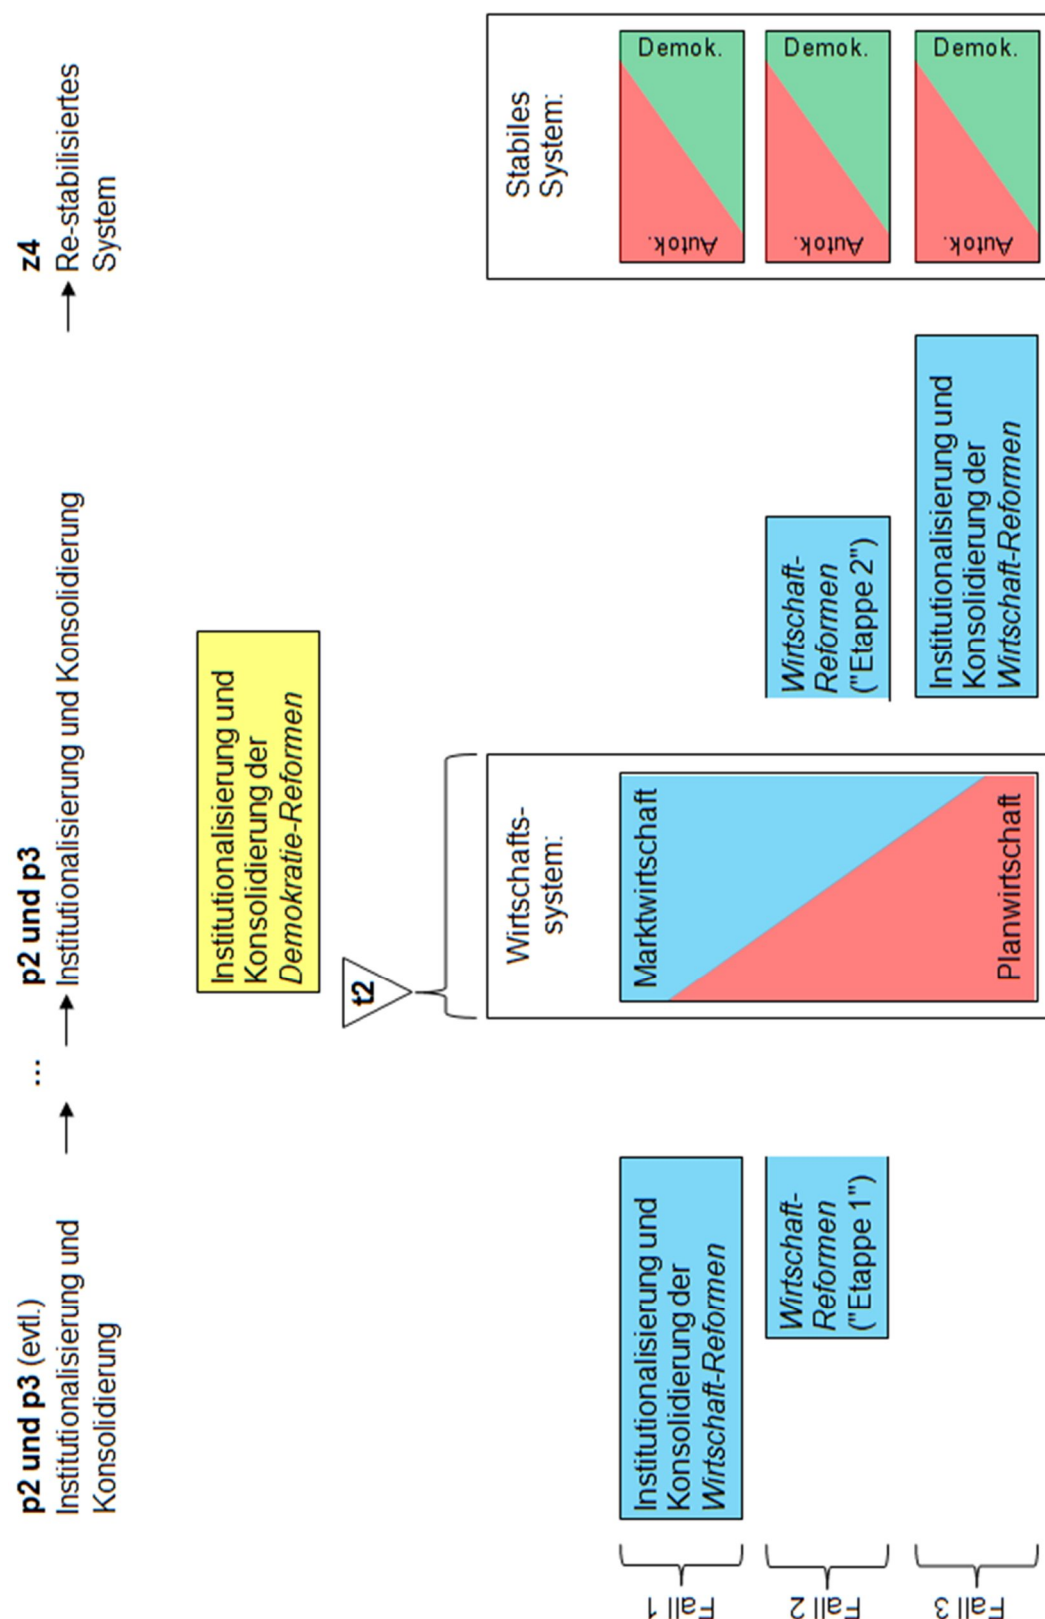 p2 und p3 (evtl.)
Institutionalisierung und
Konsolidierung
...
p2 und p3
Institutionalisierung und Konsolidierung
z4
Re-stabilisiertes
System
Institutionalisierung und
Konsolidierung der
Demokratie-Reformen
t2
Wirtschafts-
system:
Stabiles
System:
Fall 1
Institutionalisierung und
Konsolidierung der
Wirtschaft-Reformen
Marktwirtschaft
Autok.
Demok.
Fall 2
Wirtschaft-
Reformen
("Etappe 1")
Wirtschaft-
Reformen
("Etappe 2")
Autok.
Demok.
Fall 3
Planwirtschaft
Institutionalisierung und
Konsolidierung der
Wirtschaft-Reformen
Autok.
Demok.